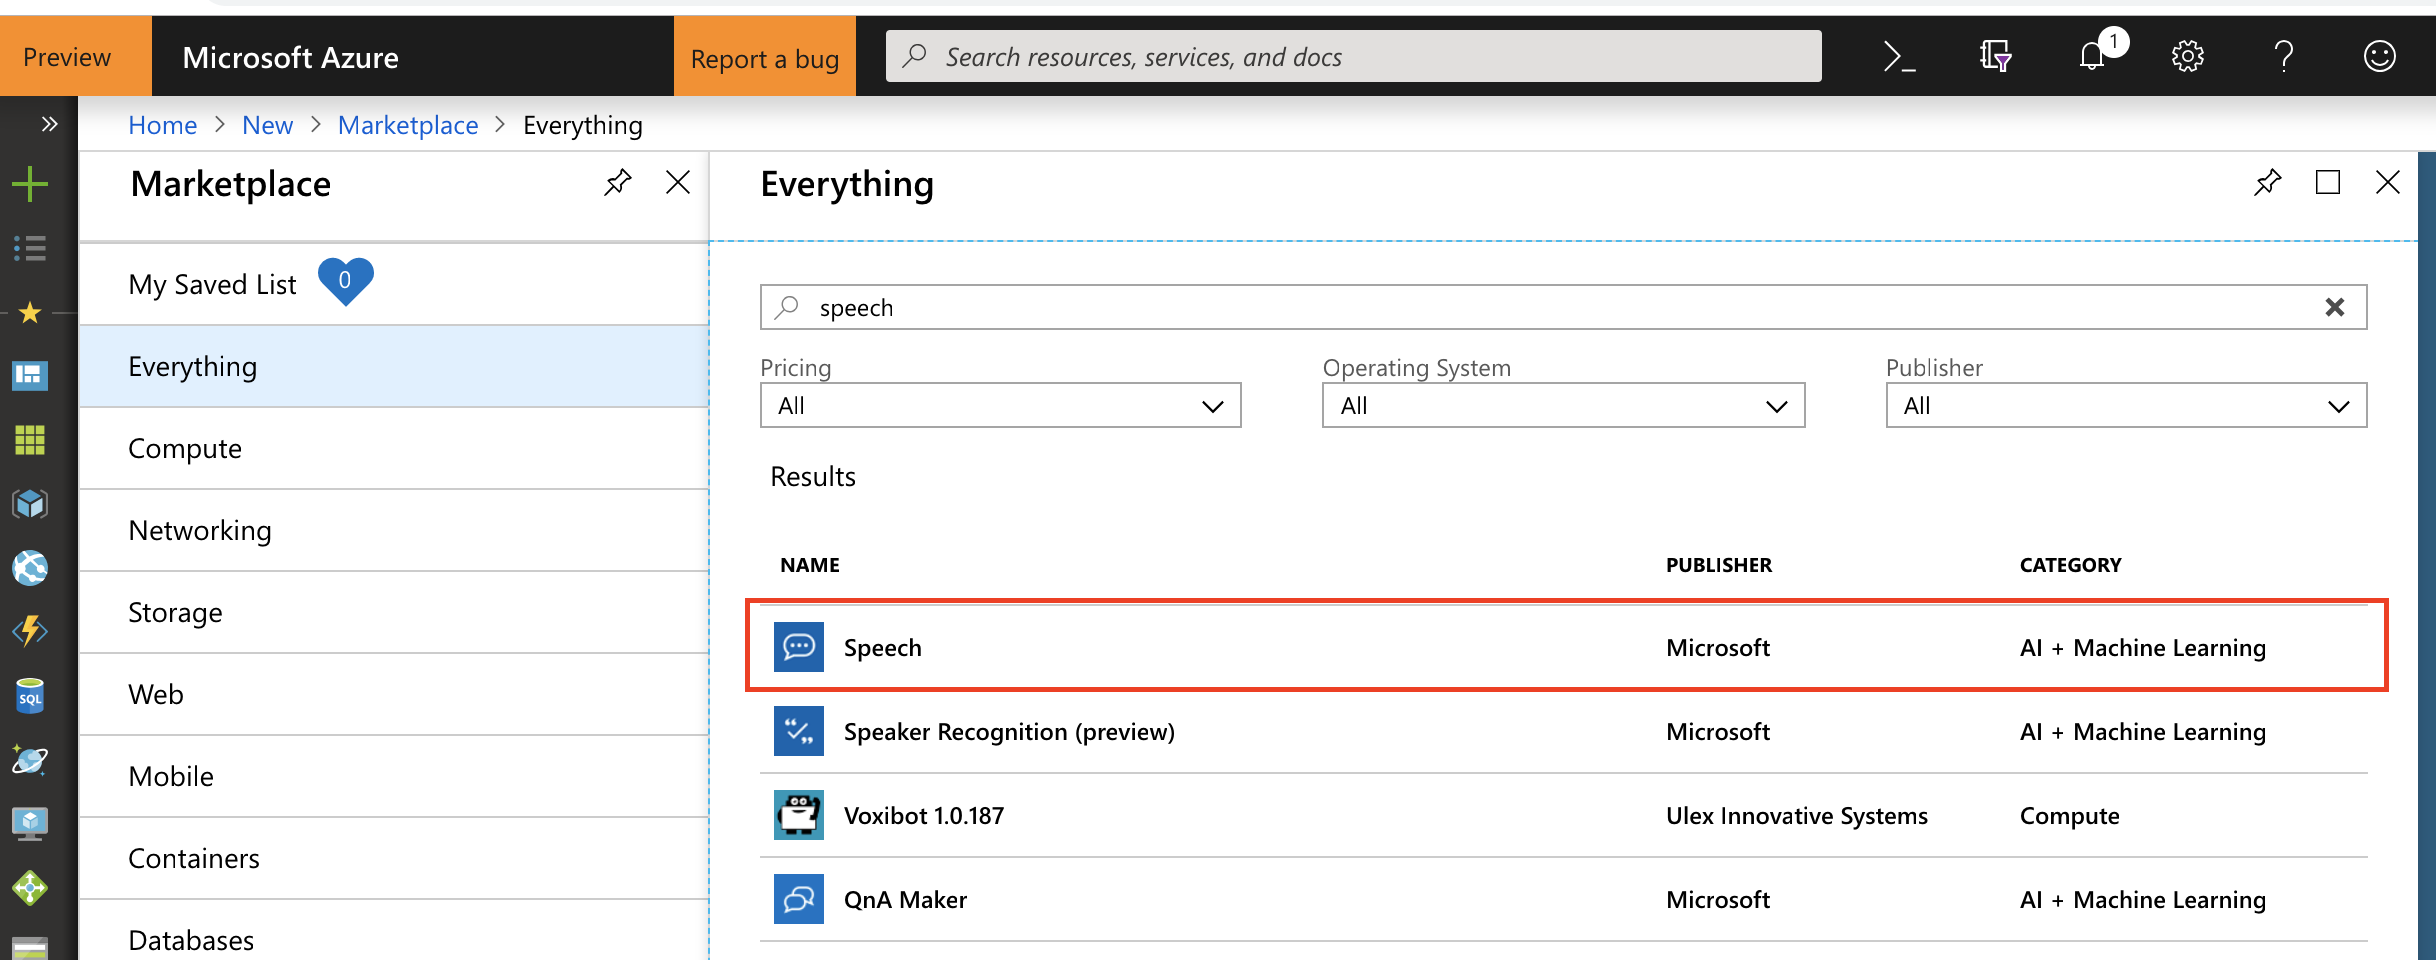 Preview
Microsoft Azure
Report a bug
Search resources, services, and docs
1
Home > New > Marketplace > Everything
Marketplace
My Saved List 0
Everything
Compute
Networking
Storage
Web
Mobile
Containers
Databases
SQL
Everything
speech
Pricing Operating System Publisher
All All All
Results
NAME PUBLISHER CATEGORY
Speech Microsoft AI + Machine Learning
Speaker Recognition (preview) Microsoft AI + Machine Learning
Voxibot 1.0.187 Ulex Innovative Systems Compute
QnA Maker Microsoft AI + Machine Learning